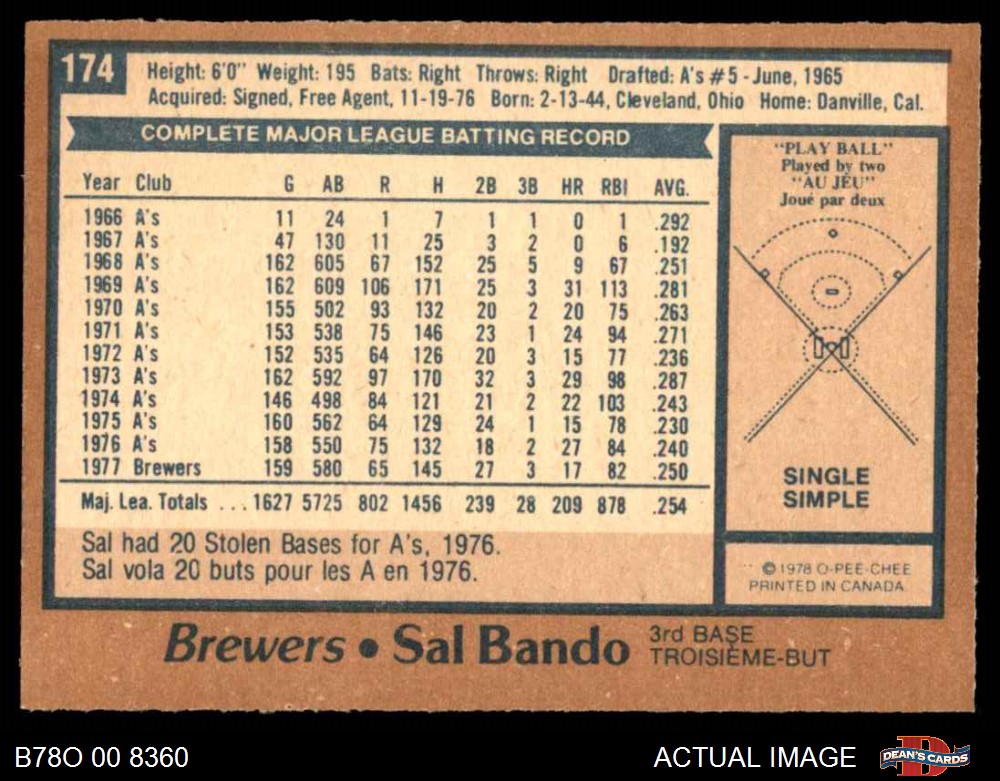 174
Height: 6'0" Weight: 195 Bats: Right Throws: Right Drafted: A's #5 - June, 1965
Acquired: Signed, Free Agent, 11-19-76 Born: 2-13-44, Cleveland, Ohio Home: Danville, Cal.
COMPLETE MAJOR LEAGUE BATTING RECORD
Year Club G AB R H 2B 3B HR RBI AVG.
1966 A's 11 24 1 7 1 1 0 1 .292
1967 A's 47 130 11 25 3 2 0 6 .192
1968 A's 162 605 67 152 25 5 9 67 .251
1969 A's 162 609 106 171 25 3 31 113 .281
1970 A's 155 502 93 132 20 2 20 75 .263
1971 A's 153 538 75 146 23 1 24 94 .271
1972 A's 152 535 64 126 20 3 15 77 .236
1973 A's 162 592 97 170 32 3 29 98 .287
1974 A's 146 498 84 121 21 2 22 103 .243
1975 A's 160 562 64 129 24 1 15 78 .230
1976 A's 158 550 75 132 18 2 27 84 .240
1977 Brewers 159 580 65 145 27 3 17 82 .250
Maj. Lea. Totals ...1627 5725 802 1456 239 28 209 878 .254
Sal had 20 Stolen Bases for A's, 1976.
Sal vola 20 buts pour les A en 1976.
"PLAY BALL"
Played by two
"AU JEU"
Joué par deux
SINGLE
SIMPLE
© 1978 O-PEE-CHEE
PRINTED IN CANADA
Brewers • Sal Bando 3rd BASE
TROISIÈME-BUT
B78O 00 8360
ACTUAL IMAGE
DEAN'S CARDS